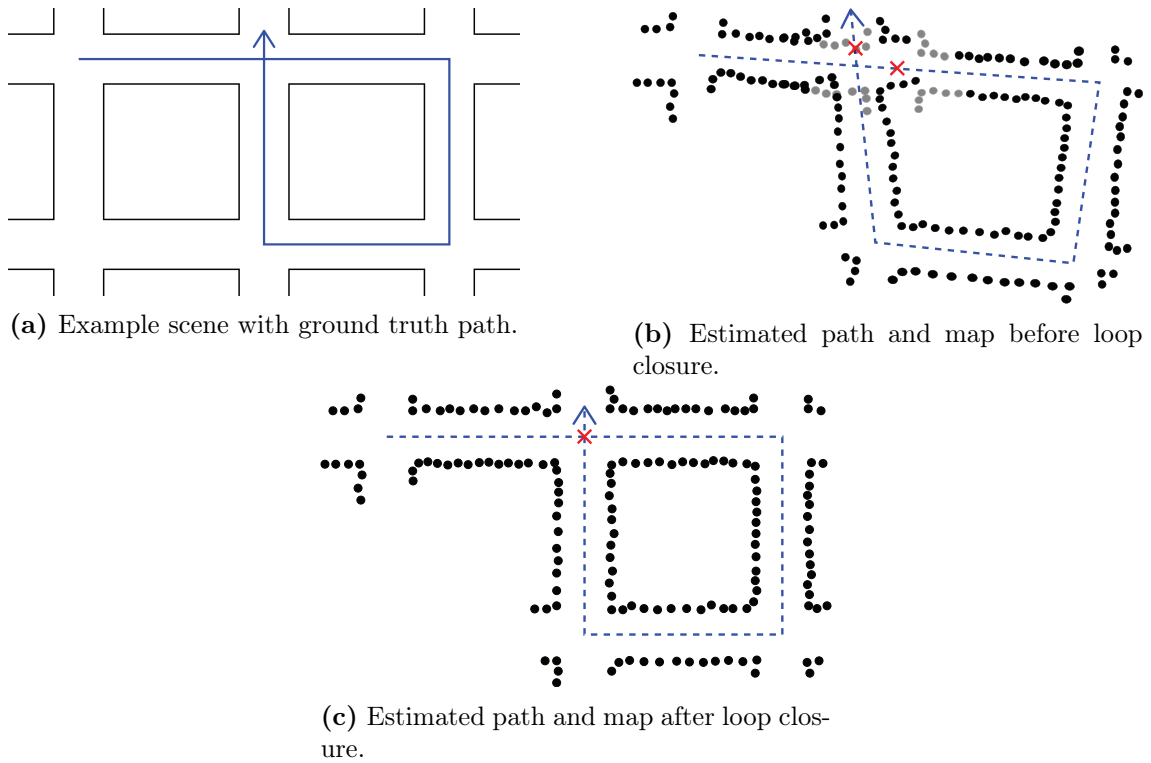 (a) Example scene with ground truth path.
(b) Estimated path and map before loop
closure.
(c) Estimated path and map after loop clos-
ure.